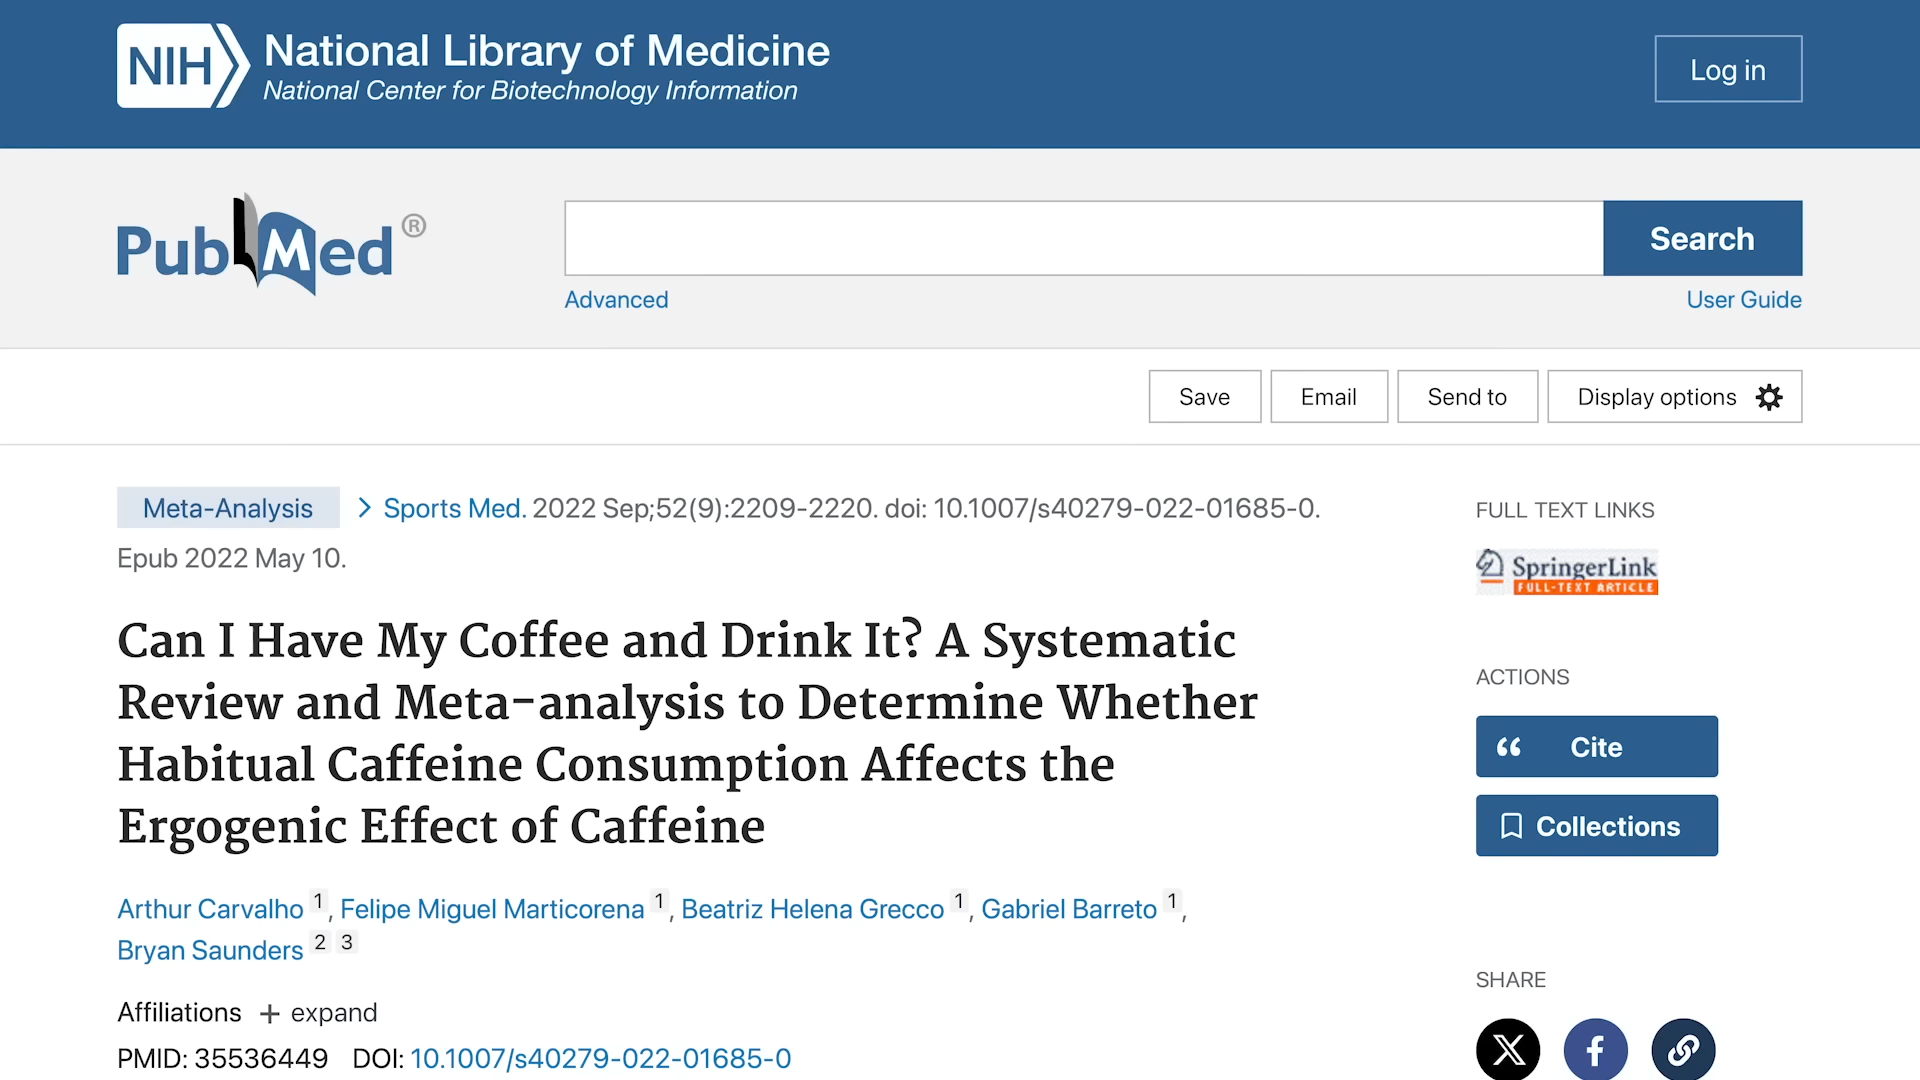 NIH National Library of Medicine
National Center for Biotechnology Information
Log in
PubMed®
Search
Advanced
User Guide
Save
Email
Send to
Display options
Meta-Analysis > Sports Med. 2022 Sep;52(9):2209-2220. doi: 10.1007/s40279-022-01685-0.
Epub 2022 May 10.
Can I Have My Coffee and Drink It? A Systematic
Review and Meta-analysis to Determine Whether
Habitual Caffeine Consumption Affects the
Ergogenic Effect of Caffeine
Arthur Carvalho 1, Felipe Miguel Marticorena 1, Beatriz Helena Grecco 1, Gabriel Barreto 1,
Bryan Saunders 2 3
Affiliations + expand
PMID: 35536449 DOI: 10.1007/s40279-022-01685-0
FULL TEXT LINKS
SpringerLink
FULL-TEXT ARTICLE
ACTIONS
Cite
Collections
SHARE